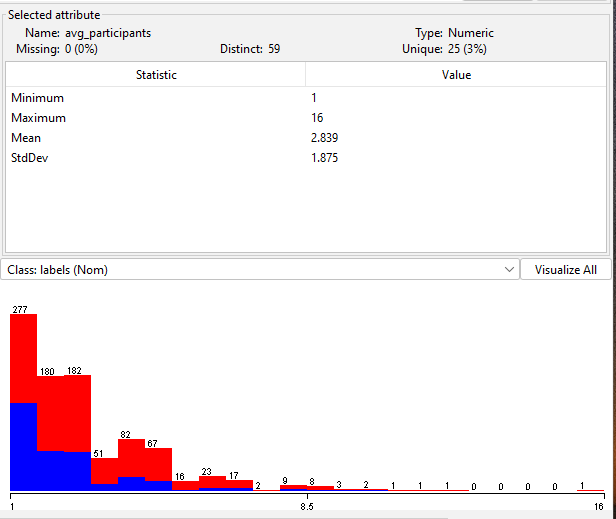 Selected attribute
Name: avg_participants Type: Numeric
Missing: 0 (0%) Distinct: 59 Unique: 25 (3%)
Statistic Value
Minimum 1
Maximum 16
Mean 2.839
StdDev 1.875
Class: labels (Nom) Visualize All
277
180 182
51 82 67
16 23 17 2 9 8 3 2 1 1 1 0 0 0 0 1
1 8.5 16